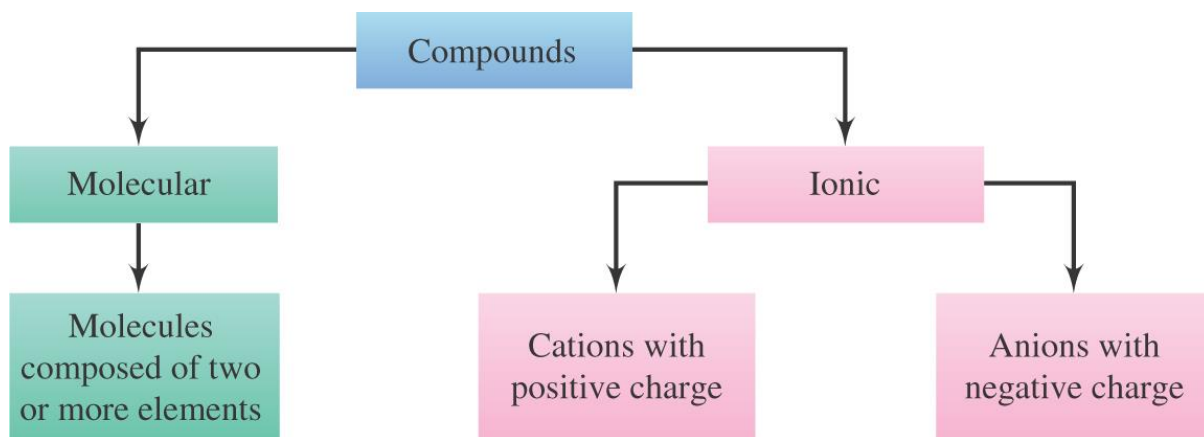 Compounds
Molecular
Ionic
Molecules
composed of two
or more elements
Cations with
positive charge
Anions with
negative charge